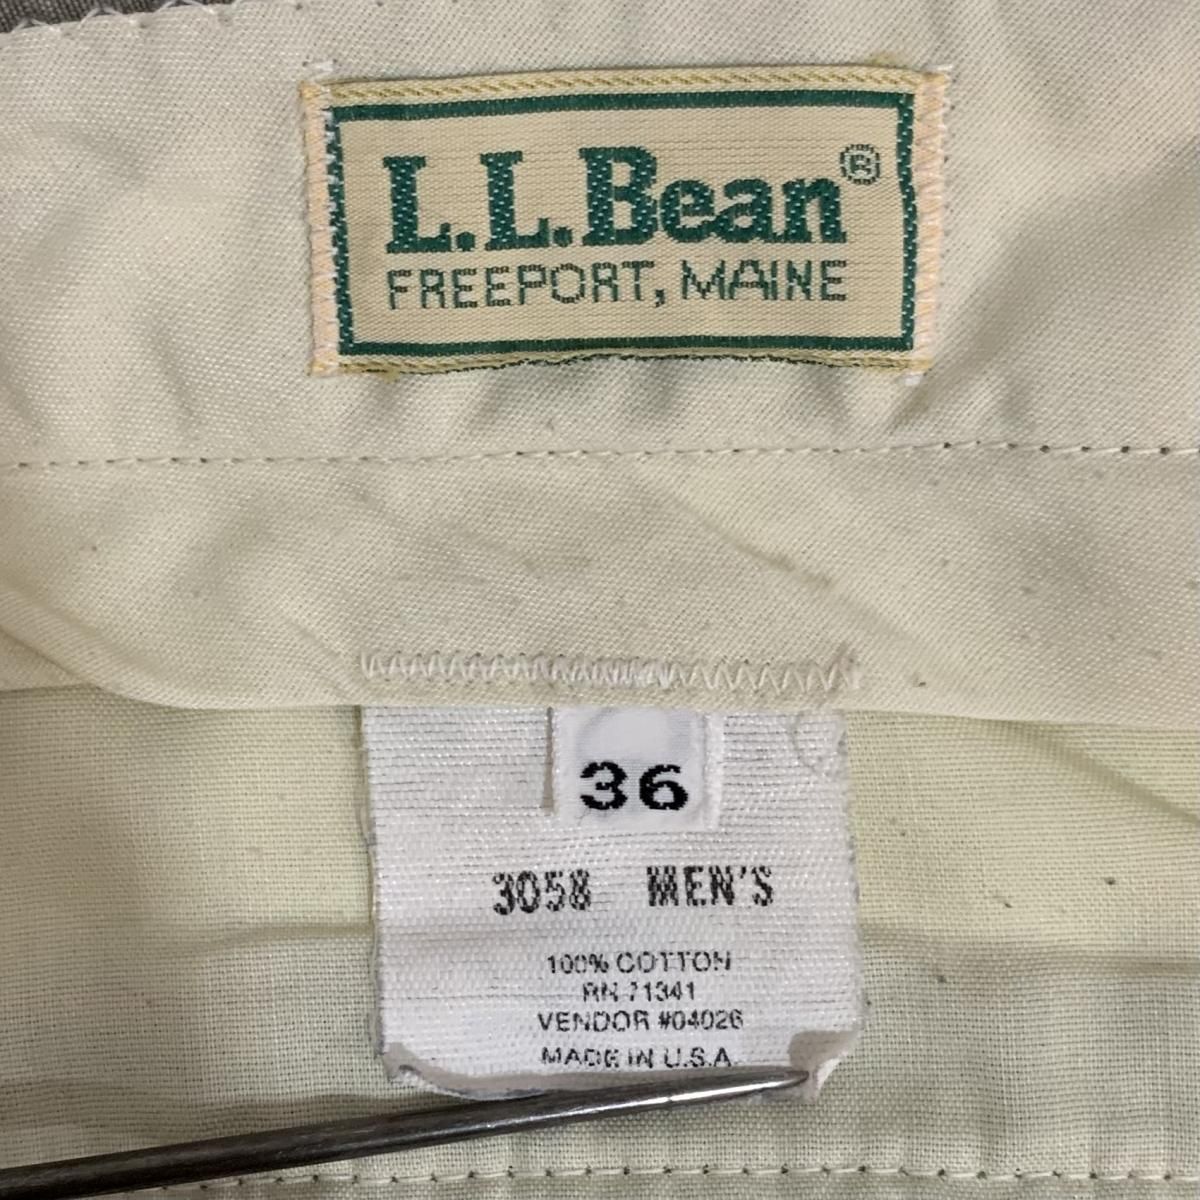 L.L.Bean®
FREEPORT, MAINE
36
3058 MEN'S
100% COTTON
RN 71341
VENDOR #04026
MADE IN U.S.A.